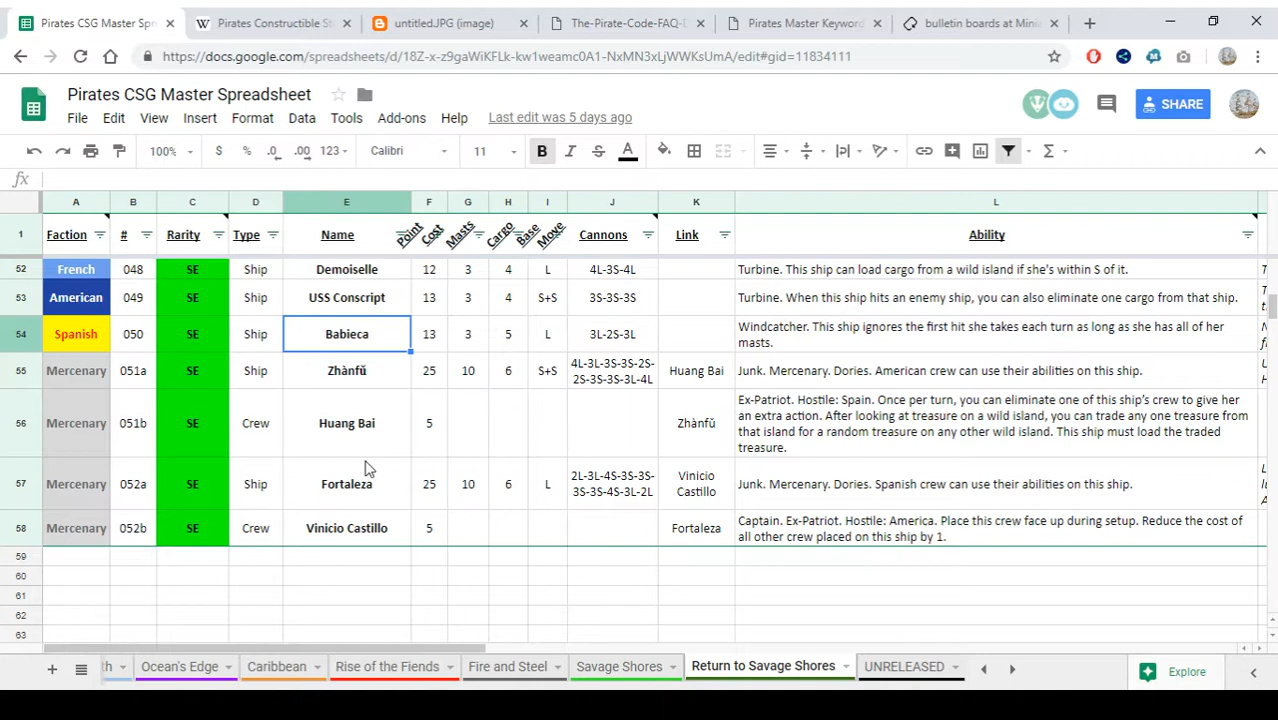 Pirates CSG Master Spr
Pirates Constructible St
untitled.JPG (image)
The-Pirate-Code-FAQ-
Pirates Master Keyword
bulletin boards at Minia
https://docs.google.com/spreadsheets/d/18Z-x-z9gaWiKFLk-kw1weamc0A1-NxMN3xLjWWKsUmA/edit#gid=11834111
Pirates CSG Master Spreadsheet
SHARE
File Edit View Insert Format Data Tools Add-ons Help Last edit was 5 days ago
100% $ % .0 .00 123 Calibri 11 B I S A Σ
fx
A B C D E F G H I J K L
1 Faction # Rarity Type Name Point Cost Masts Cargo Base Move Cannons Link Ability
52 French 048 SE Ship Demoiselle 12 3 4 L 4L-3S-4L Turbine. This ship can load cargo from a wild island if she's within S of it.
53 American 049 SE Ship USS Conscript 13 3 4 S+S 3S-3S-3S Turbine. When this ship hits an enemy ship, you can also eliminate one cargo from that ship.
54 Spanish 050 SE Ship Babieca 13 3 5 L 3L-2S-3L Windcatcher. This ship ignores the first hit she takes each turn as long as she has all of her
masts.
55 Mercenary 051a SE Ship Zhànfǔ 25 10 6 S+S 4L-3L-3S-3S-2S-
2S-3S-3S-3L-4L Huang Bai Junk. Mercenary. Dories. American crew can use their abilities on this ship.
56 Mercenary 051b SE Crew Huang Bai 5 Zhànfǔ Ex-Patriot. Hostile: Spain. Once per turn, you can eliminate one of this ship's crew to give her
an extra action. After looking at treasure on a wild island, you can trade any one treasure from
that island for a random treasure on any other wild island. This ship must load the traded
treasure.
57 Mercenary 052a SE Ship Fortaleza 25 10 6 L 2L-3L-4S-3S-3S-
3S-3S-4S-3L-2L Vinicio
Castillo Junk. Mercenary. Dories. Spanish crew can use their abilities on this ship.
58 Mercenary 052b SE Crew Vinicio Castillo 5 Fortaleza Captain. Ex-Patriot. Hostile: America. Place this crew face up during setup. Reduce the cost of
all other crew placed on this ship by 1.
59
60
61
62
63
th Ocean's Edge Caribbean Rise of the Fiends Fire and Steel Savage Shores Return to Savage Shores UNRELEASED Explore